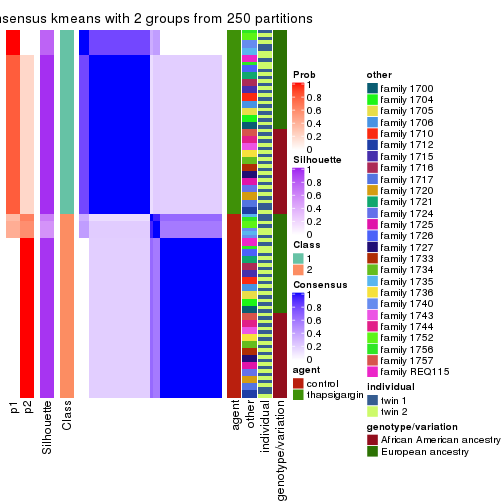 nsensus kmeans with 2 groups from 250 partitions
Prob
1
0.8
0.6
0.4
0.2
0
Silhouette
1
0.8
0.6
0.4
0.2
0
Class
1
2
Consensus
1
0.8
0.6
0.4
0.2
0
agent
control
thapsigargin
other
family 1700
family 1704
family 1705
family 1706
family 1710
family 1712
family 1715
family 1716
family 1717
family 1720
family 1721
family 1724
family 1725
family 1726
family 1727
family 1733
family 1734
family 1735
family 1736
family 1740
family 1743
family 1744
family 1752
family 1756
family 1757
family REQ115
individual
twin 1
twin 2
genotype/variation
African American ancestry
European ancestry
p1
p2
Silhouette
Class
agent
other
individual
genotype/variation